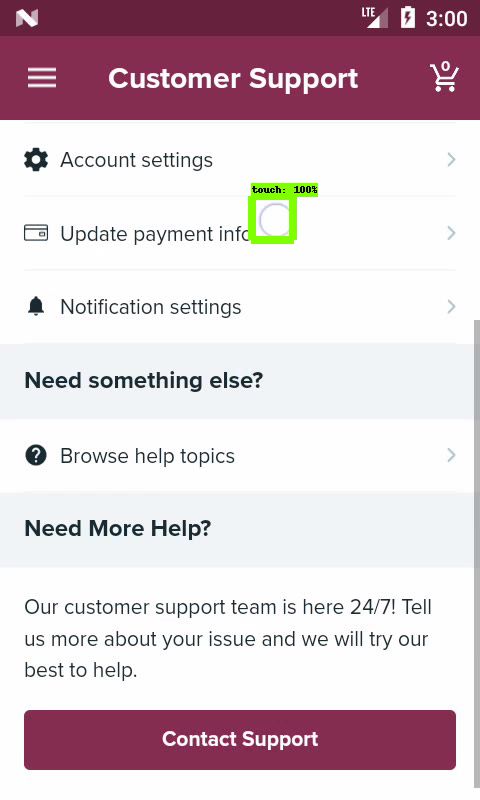 LTE 3:00
Customer Support 0
Account settings
touch: 100%
Update payment info
Notification settings
Need something else?
Browse help topics
Need More Help?
Our customer support team is here 24/7! Tell
us more about your issue and we will try our
best to help.
Contact Support